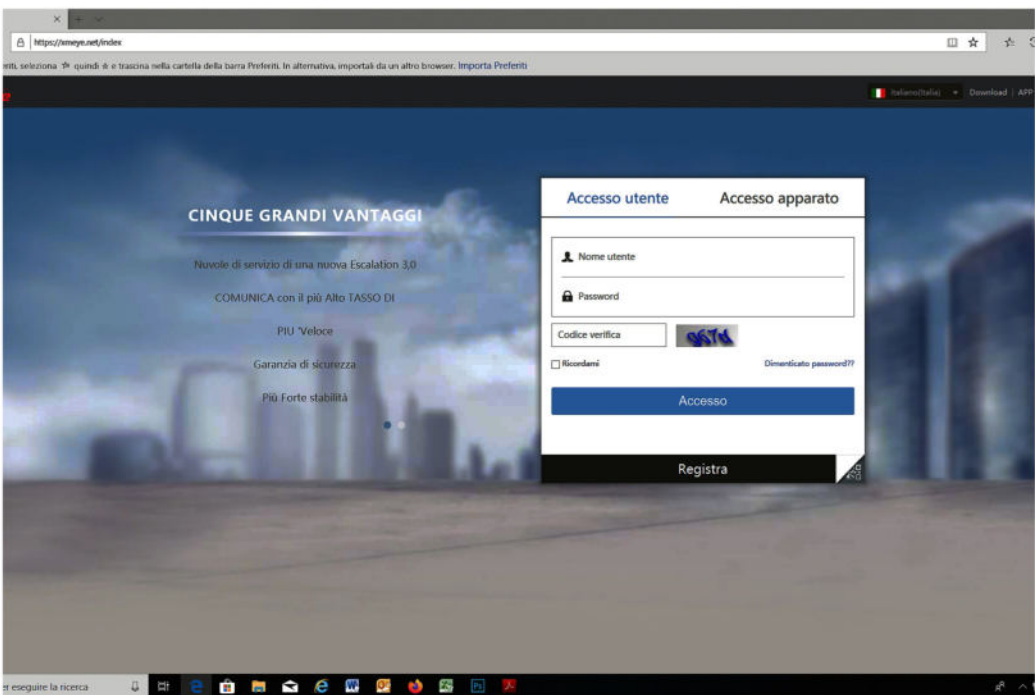 https://xmeye.net/index
seleziona quindi e trascina nella cartella della barra Preferiti. In alternativa, importali da un altro browser. Importa Preferiti
Italiano(Italia) Download | APP
CINQUE GRANDI VANTAGGI
Nuvole di servizio di una nuova Escalation 3,0
COMUNICA con il più Alto TASSO DI
PIU 'Veloce
Garanzia di sicurezza
Più Forte stabilità
Accesso utente Accesso apparato
Nome utente
Password
Codice verifica
Ricordami Dimenticato password??
Accesso
Registra
er eseguire la ricerca